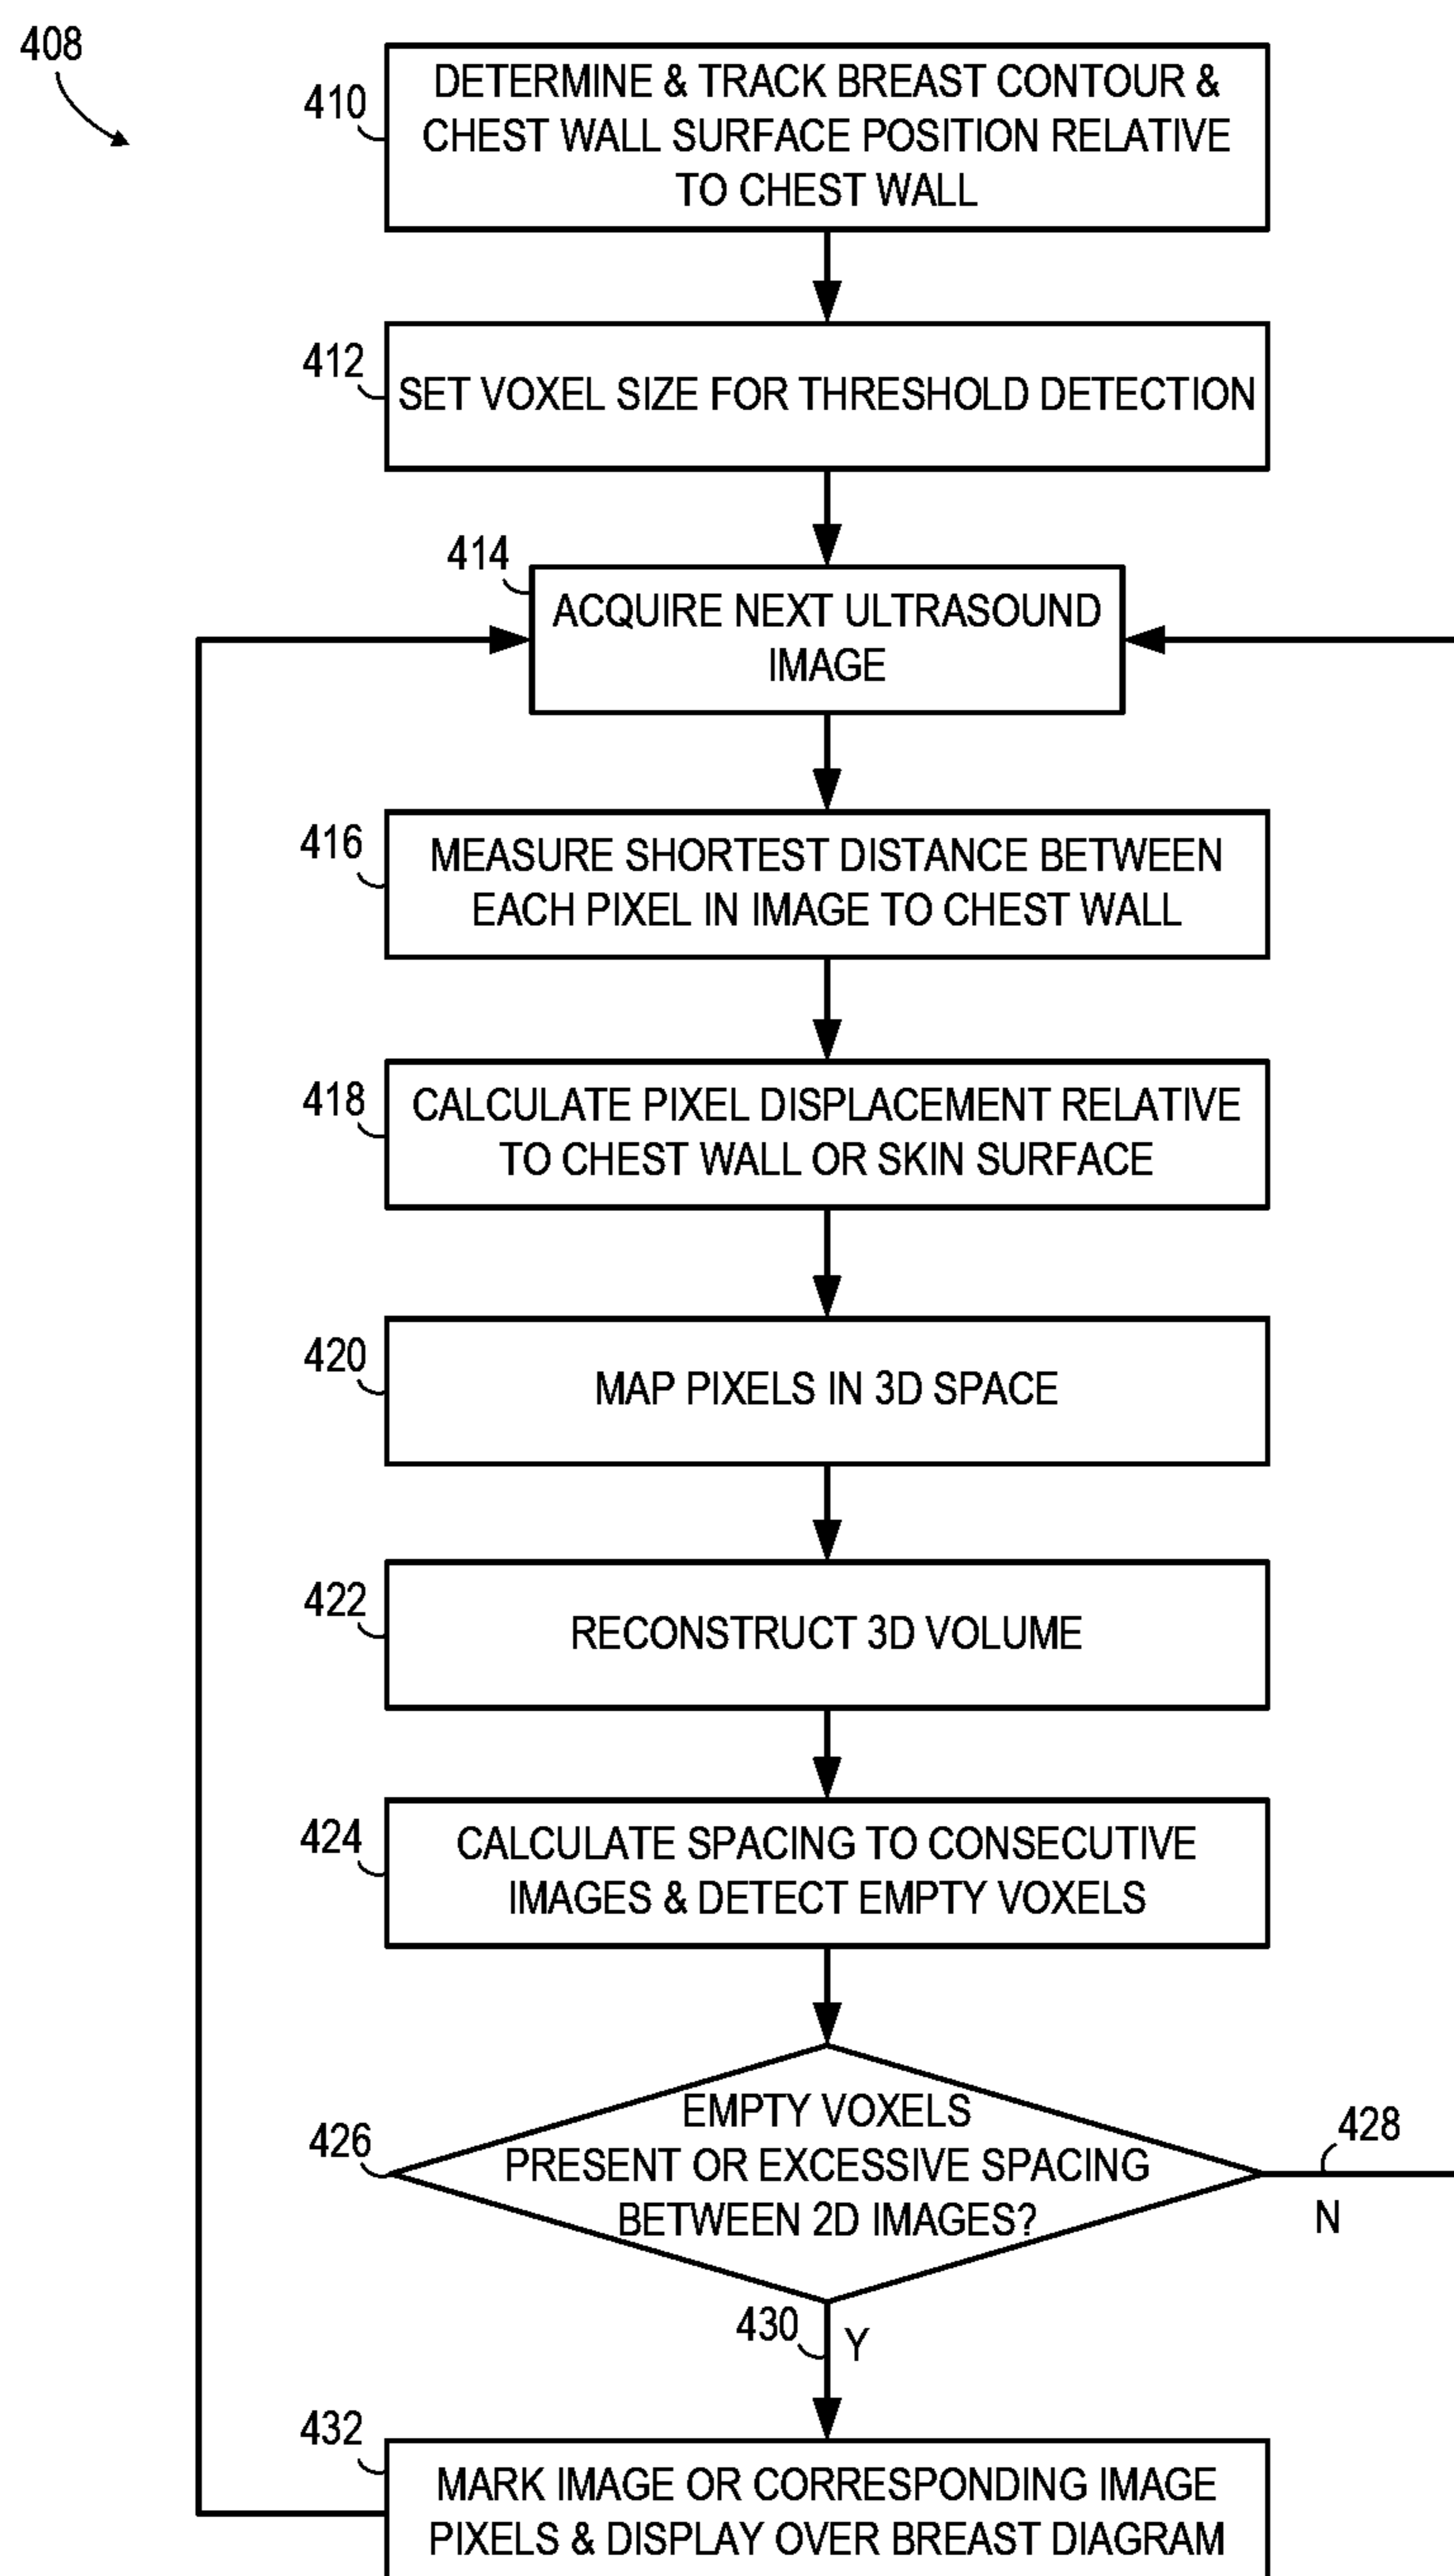 408
410
DETERMINE & TRACK BREAST CONTOUR &
CHEST WALL SURFACE POSITION RELATIVE
TO CHEST WALL
412
SET VOXEL SIZE FOR THRESHOLD DETECTION
414
ACQUIRE NEXT ULTRASOUND
IMAGE
416
MEASURE SHORTEST DISTANCE BETWEEN
EACH PIXEL IN IMAGE TO CHEST WALL
418
CALCULATE PIXEL DISPLACEMENT RELATIVE
TO CHEST WALL OR SKIN SURFACE
420
MAP PIXELS IN 3D SPACE
422
RECONSTRUCT 3D VOLUME
424
CALCULATE SPACING TO CONSECUTIVE
IMAGES & DETECT EMPTY VOXELS
426
EMPTY VOXELS
PRESENT OR EXCESSIVE SPACING
BETWEEN 2D IMAGES?
428
N
430
Y
432
MARK IMAGE OR CORRESPONDING IMAGE
PIXELS & DISPLAY OVER BREAST DIAGRAM